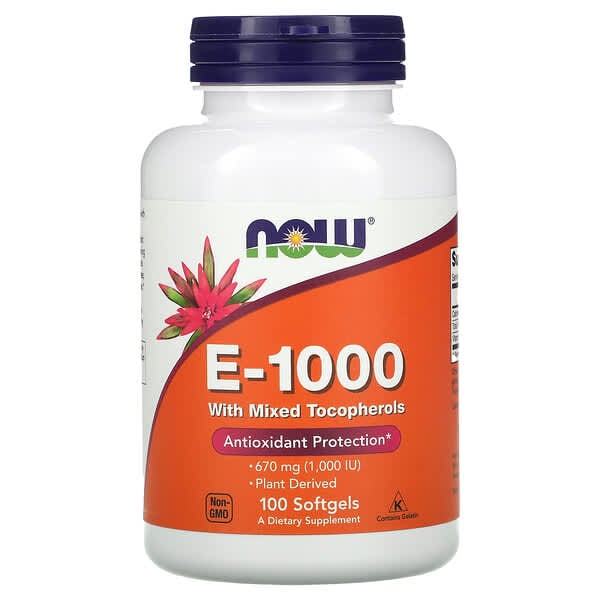 NOW®
E-1000
With Mixed Tocopherols
Antioxidant Protection*
• 670 mg (1,000 IU)
• Plant Derived
100 Softgels
A Dietary Supplement
Non-
GMO
K
Contains Gelatin